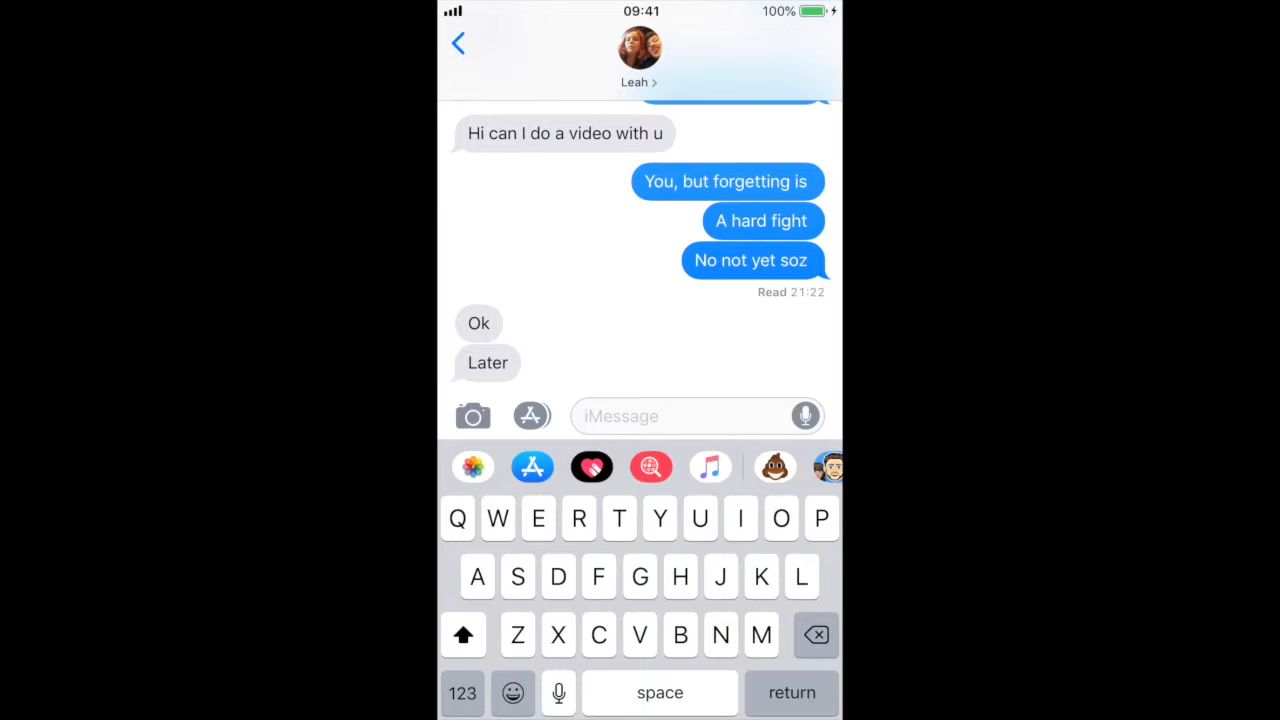 09:41
100%
Leah >
Hi can I do a video with u
You, but forgetting is
A hard fight
No not yet soz
Read 21:22
Ok
Later
iMessage
Q W E R T Y U I O P
A S D F G H J K L
Z X C V B N M
123 space return